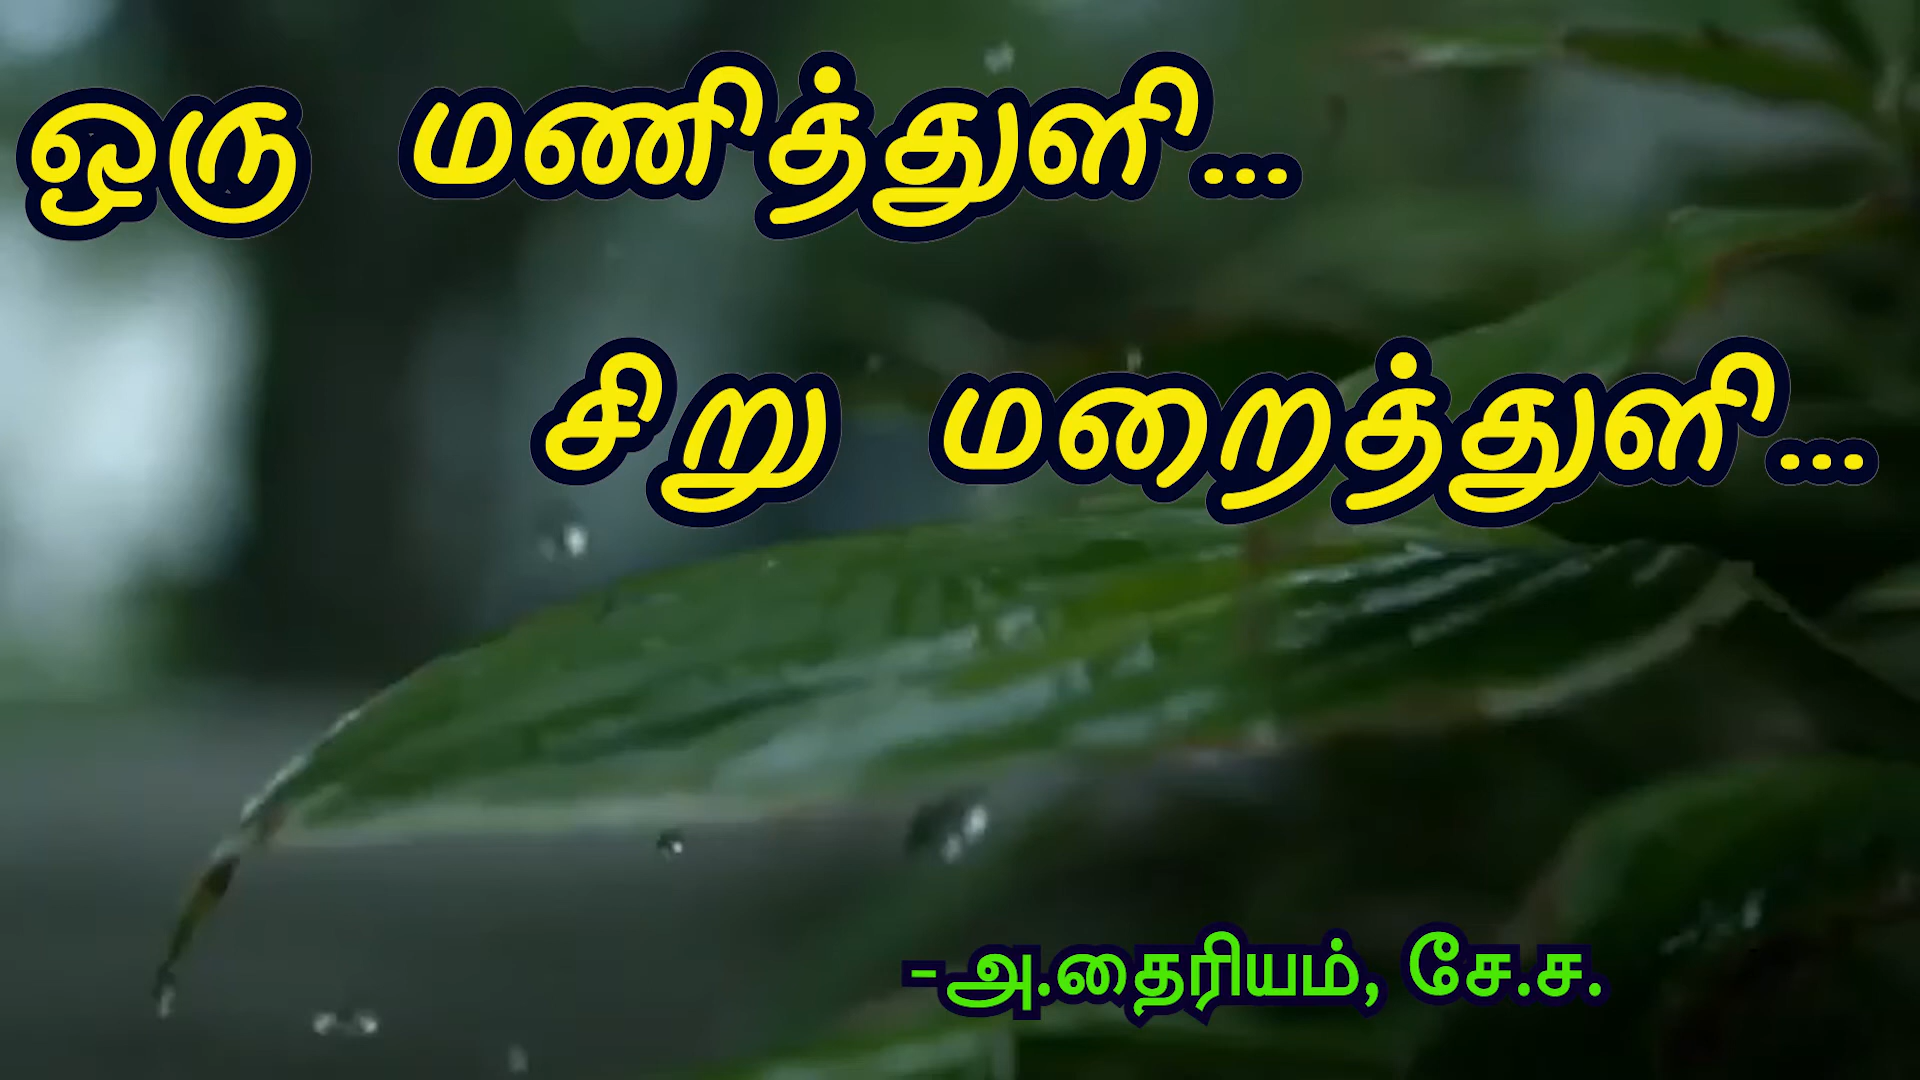 ஒரு மணித்துளி...
சிறு மறைத்துளி...
-அ.தைரியம், சே.ச.